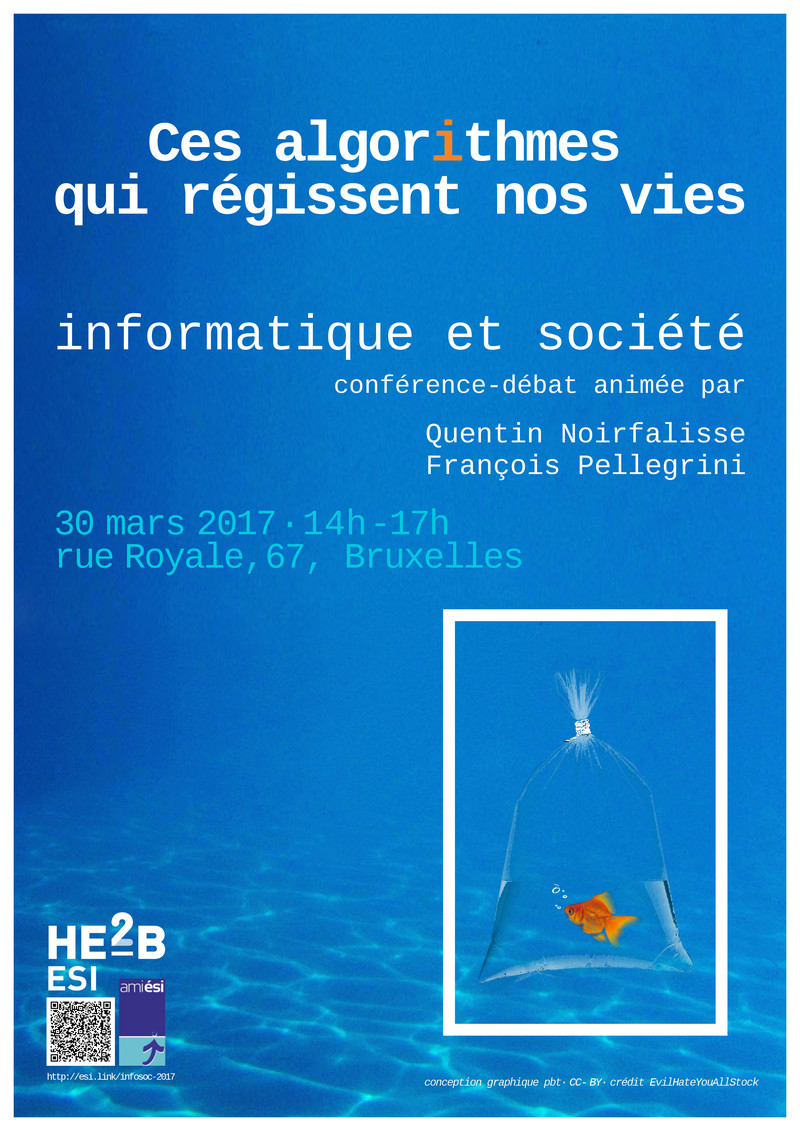 Ces algorithmes
qui régissent nos vies
informatique et société
conférence-débat animée par
Quentin Noirfalisse
François Pellegrini
30 mars 2017·14h-17h
rue Royale,67, Bruxelles
HE2B
ESI
amiési
http://esi.link/infosoc-2017
conception graphique pbt· CC- BY· crédit EvilHateYouAllStock